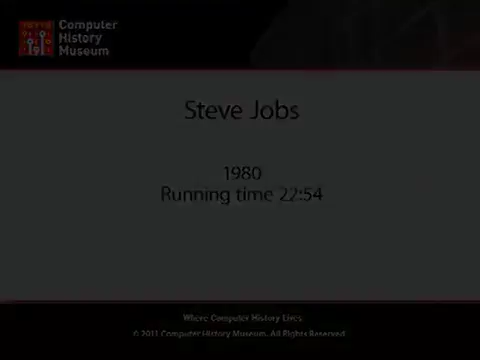 Computer
History
Museum
Steve Jobs
1980
Running time 22:54
Where Computer History Lives
© 2011 Computer History Museum. All Rights Reserved.